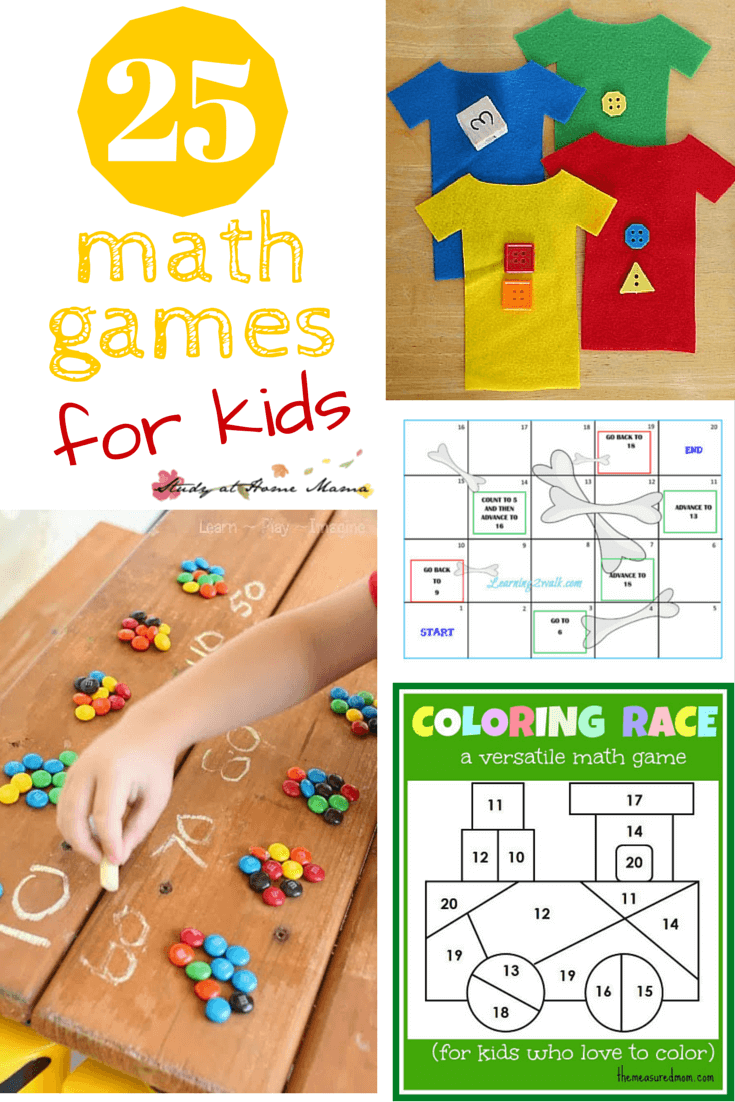 25
math
games
for kids
Study at Home Mama
3
16 17 18 19 20
GO BACK TO
18
END
15 14 13 12 11
COUNT TO 5
AND THEN
ADVANCE TO
16
ADVANCE TO
13
10 9 8 7 6
GO BACK
TO
9
Learning2walk.com
ADVANCE TO
18
1 2 3 4 5
START
GO TO
6
Learn ~ Play ~ Imagine
50
40
80
70
10
60
COLORING RACE
a versatile math game
11
17
14
12 10
20
20
12
11
14
19
13
19
16 15
18
(for kids who love to color)
themeasuredmom.com